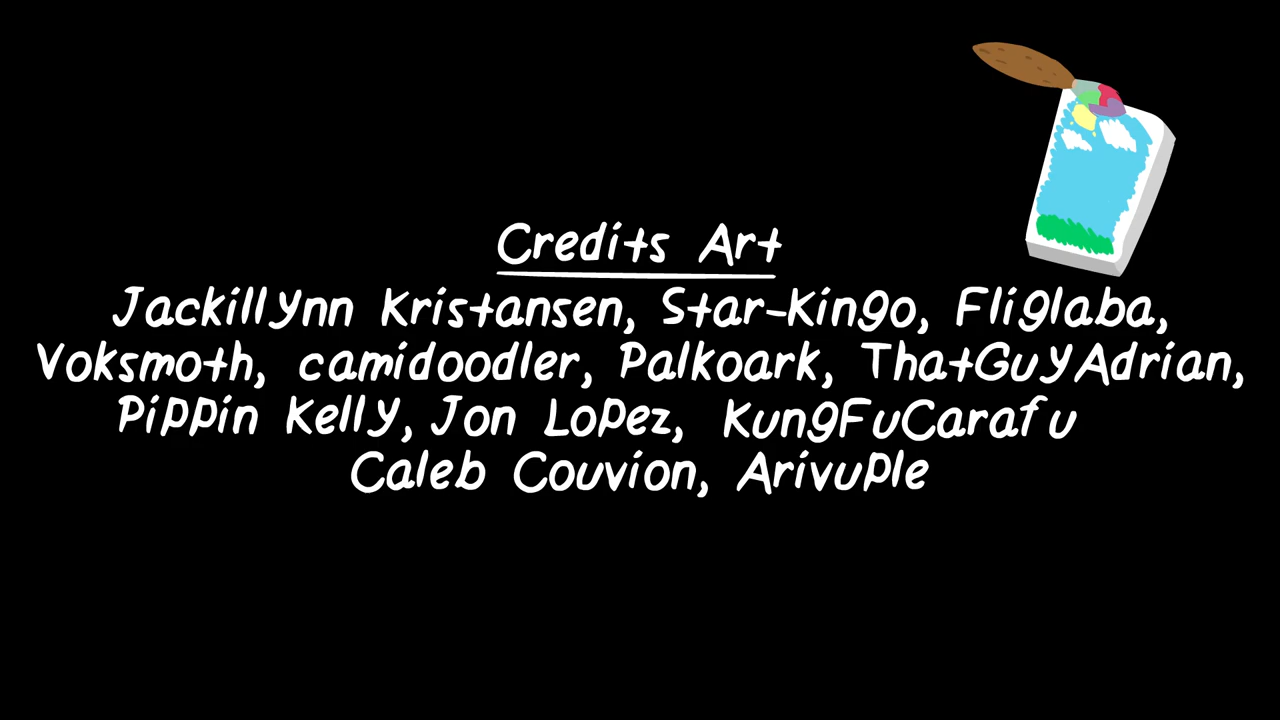 Credits Art
Jackillynn Kristansen, Star-Kingo, Fliglaba,
Voksmoth, camidoodler, Palkoark, ThatGuyAdrian,
Pippin Kelly, Jon Lopez, KungFuCarafu
Caleb Couvion, Arivuple